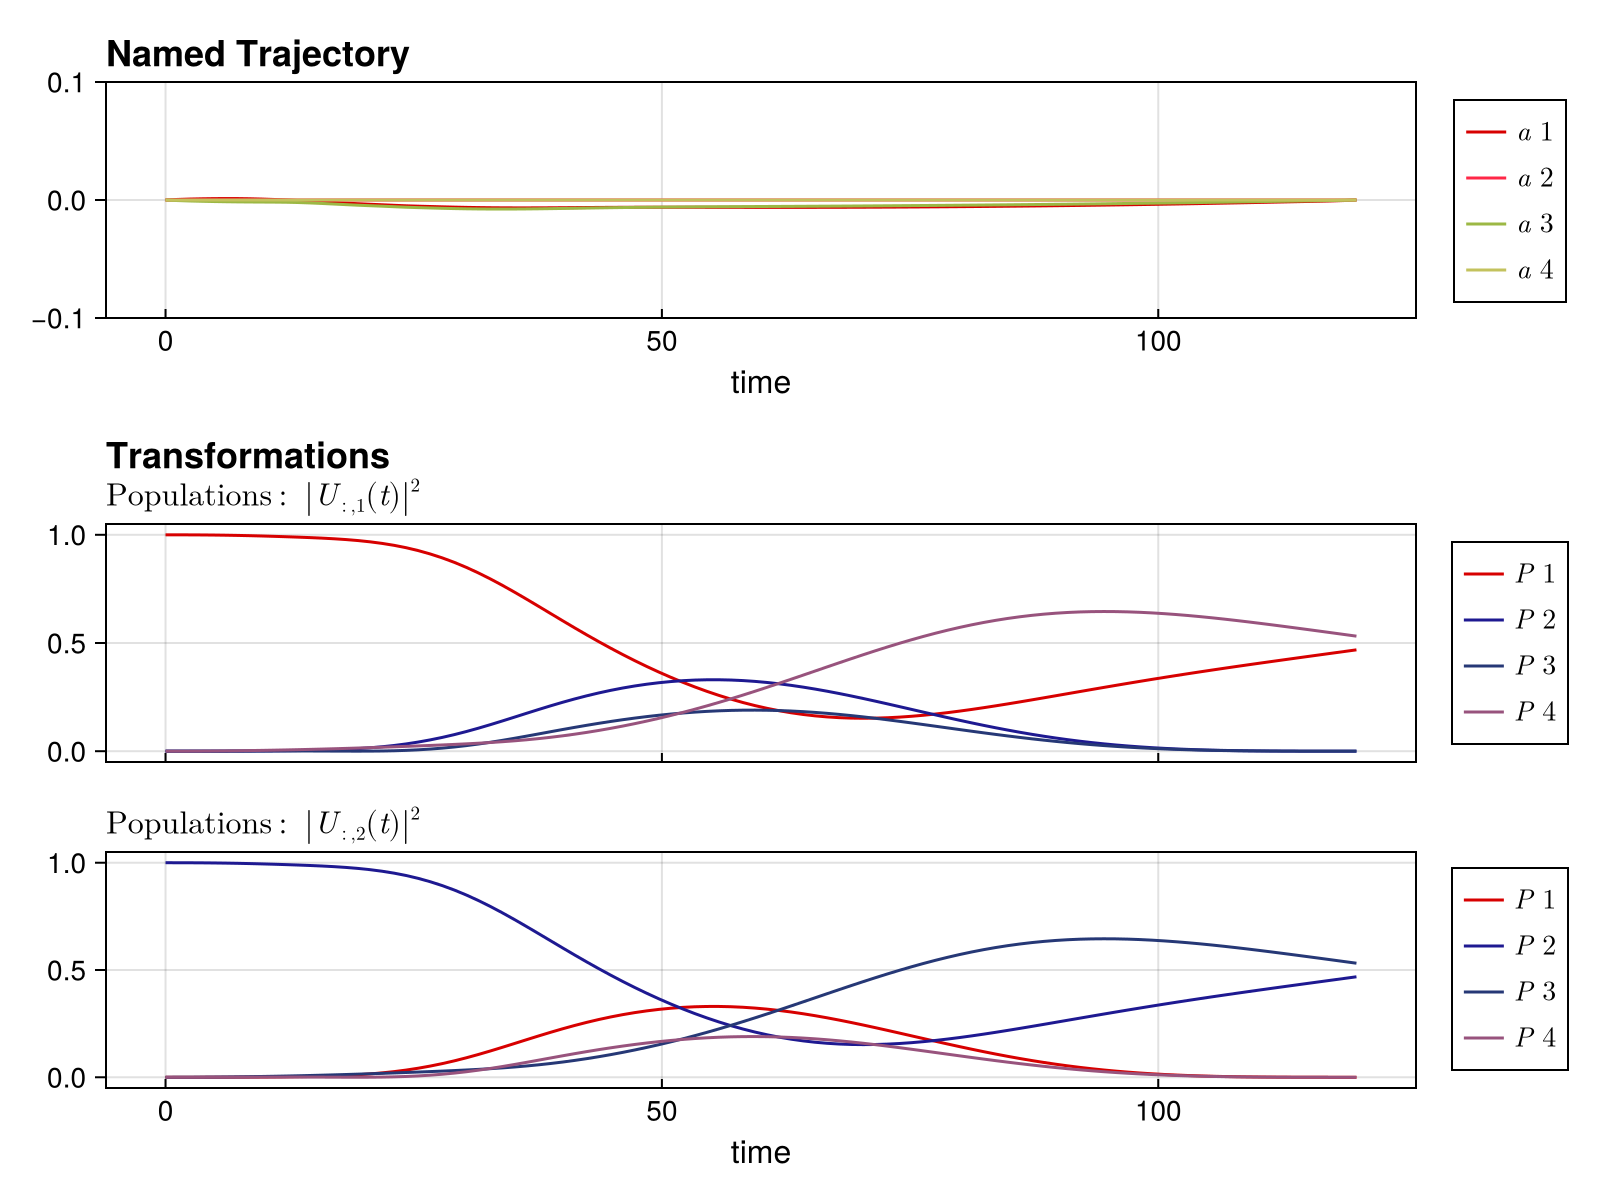 Named Trajectory
0.1
0.0
−0.1
0
50
100
time
a 1
a 2
a 3
a 4
Transformations
Populations: |U:,1(t)|²
1.0
0.5
0.0
P 1
P 2
P 3
P 4
Populations: |U:,2(t)|²
1.0
0.5
0.0
0
50
100
time
P 1
P 2
P 3
P 4